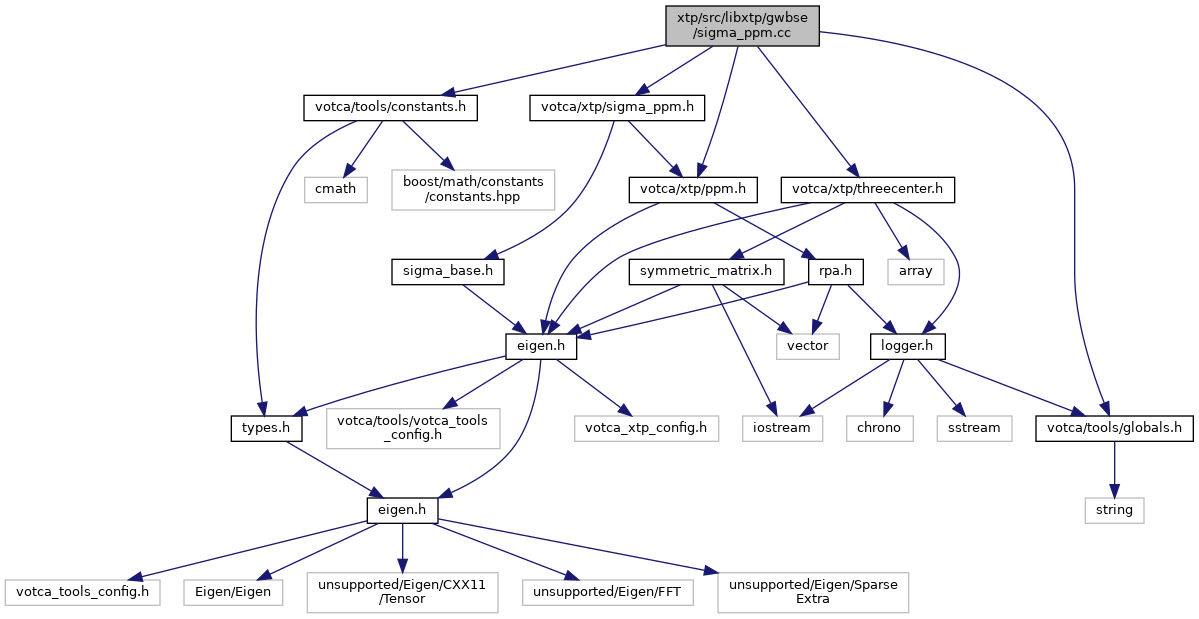 xtp/src/libxtp/gwbse
/sigma_ppm.cc
votca/tools/constants.h
votca/xtp/sigma_ppm.h
cmath
boost/math/constants
/constants.hpp
votca/xtp/ppm.h
votca/xtp/threecenter.h
sigma_base.h
symmetric_matrix.h
rpa.h
array
eigen.h
vector
logger.h
types.h
votca/tools/votca_tools
_config.h
votca_xtp_config.h
iostream
chrono
sstream
votca/tools/globals.h
eigen.h
string
votca_tools_config.h
Eigen/Eigen
unsupported/Eigen/CXX11
/Tensor
unsupported/Eigen/FFT
unsupported/Eigen/Sparse
Extra